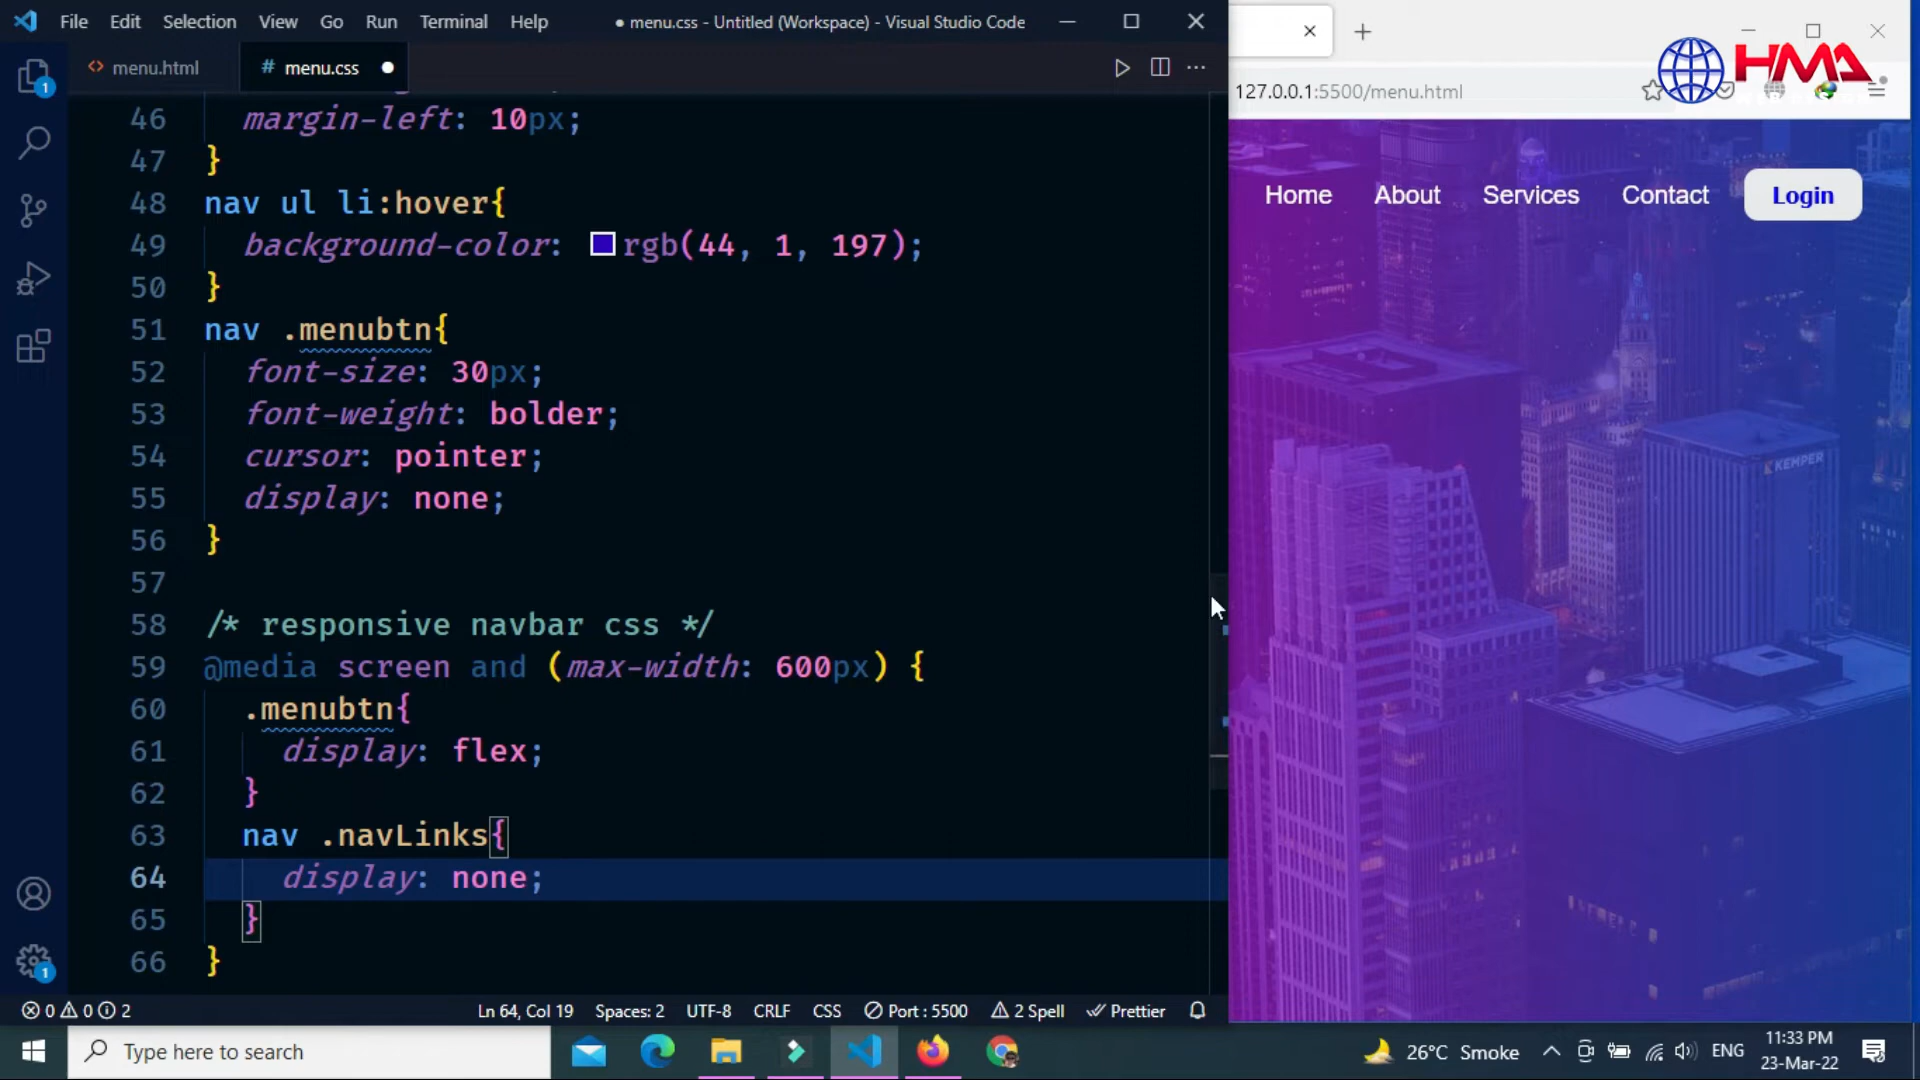 File Edit Selection View Go Run Terminal Help ● menu.css - Untitled (Workspace) - Visual Studio Code
menu.html # menu.css ●
46 margin-left: 10px;
47 }
48 nav ul li:hover{
49 background-color: rgb(44, 1, 197);
50 }
51 nav .menubtn{
52 font-size: 30px;
53 font-weight: bolder;
54 cursor: pointer;
55 display: none;
56 }
57
58 /* responsive navbar css */
59 @media screen and (max-width: 600px) {
60 .menubtn{
61 display: flex;
62 }
63 nav .navLinks{
64 display: none;
65 }
66 }
1
1
0 0 2 Ln 64, Col 19 Spaces: 2 UTF-8 CRLF CSS Port : 5500 2 Spell Prettier
127.0.0.1:5500/menu.html
HMA
Home About Services Contact Login
KEMPER
Type here to search
26°C Smoke ENG 11:33 PM
23-Mar-22